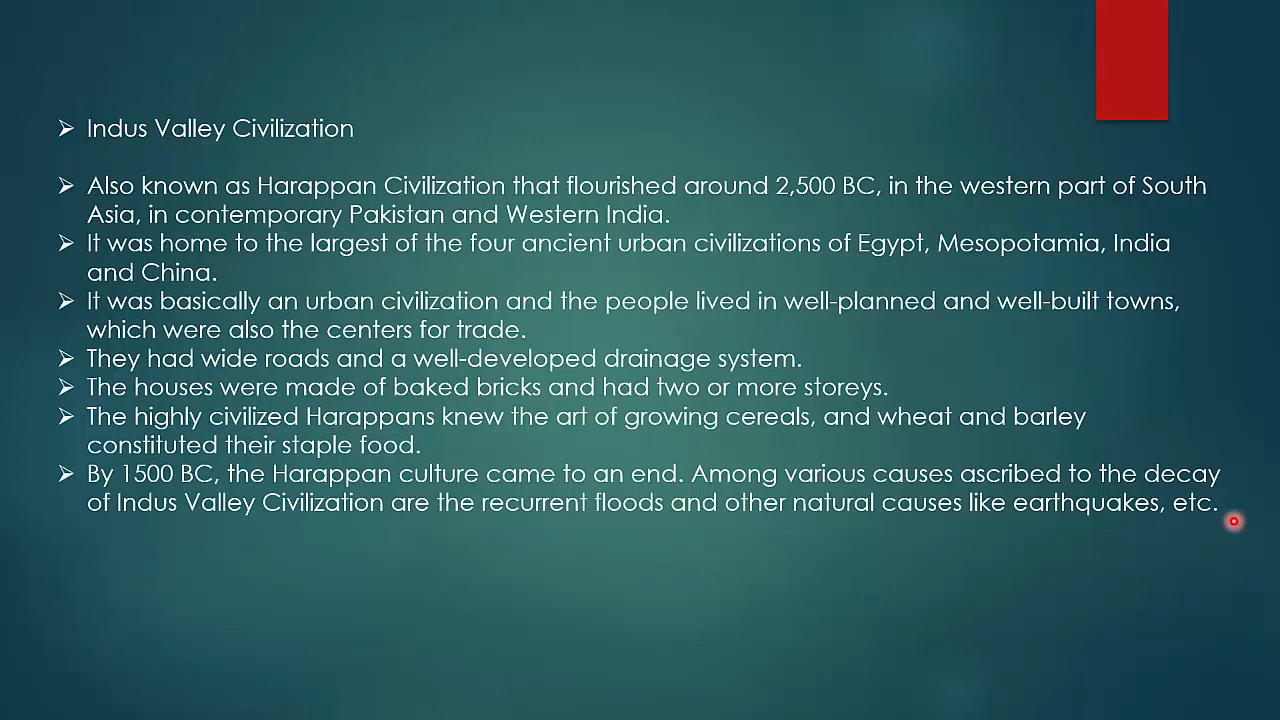 ➢ Indus Valley Civilization
➢ Also known as Harappan Civilization that flourished around 2,500 BC, in the western part of South
Asia, in contemporary Pakistan and Western India.
➢ It was home to the largest of the four ancient urban civilizations of Egypt, Mesopotamia, India
and China.
➢ It was basically an urban civilization and the people lived in well-planned and well-built towns,
which were also the centers for trade.
➢ They had wide roads and a well-developed drainage system.
➢ The houses were made of baked bricks and had two or more storeys.
➢ The highly civilized Harappans knew the art of growing cereals, and wheat and barley
constituted their staple food.
➢ By 1500 BC, the Harappan culture came to an end. Among various causes ascribed to the decay
of Indus Valley Civilization are the recurrent floods and other natural causes like earthquakes, etc.